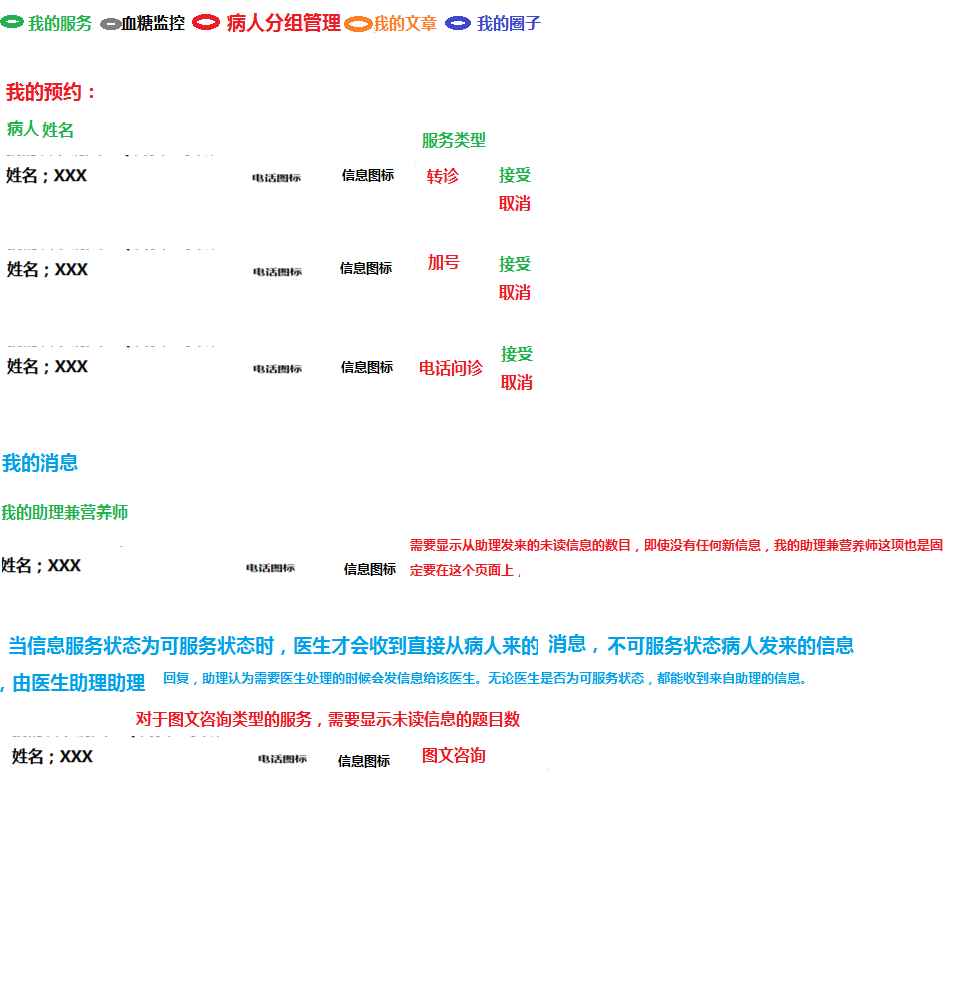 我的服务 血糖监控 病人分组管理 我的文章 我的圈子
我的预约：
病人 姓名
服务类型
姓名；XXX 电话图标 信息图标 转诊 接受
取消
姓名；XXX 电话图标 信息图标 加号 接受
取消
姓名；XXX 电话图标 信息图标 电话问诊 接受
取消
我的消息
我的助理兼营养师
需要显示从助理发来的未读信息的数目，即使没有任何新信息，我的助理兼营养师这项也是固
姓名；XXX 电话图标 信息图标 定要在这个页面上，
当信息服务状态为可服务状态时，医生才会收到直接从病人来的 消息， 不可服务状态病人发来的信息
，由医生助理助理 回复，助理认为需要医生处理的时候会发信息给该医生。无论医生是否为可服务状态，都能收到来自助理的信息。
对于图文咨询类型的服务，需要显示未读信息的题目数
姓名；XXX 电话图标 信息图标 图文咨询